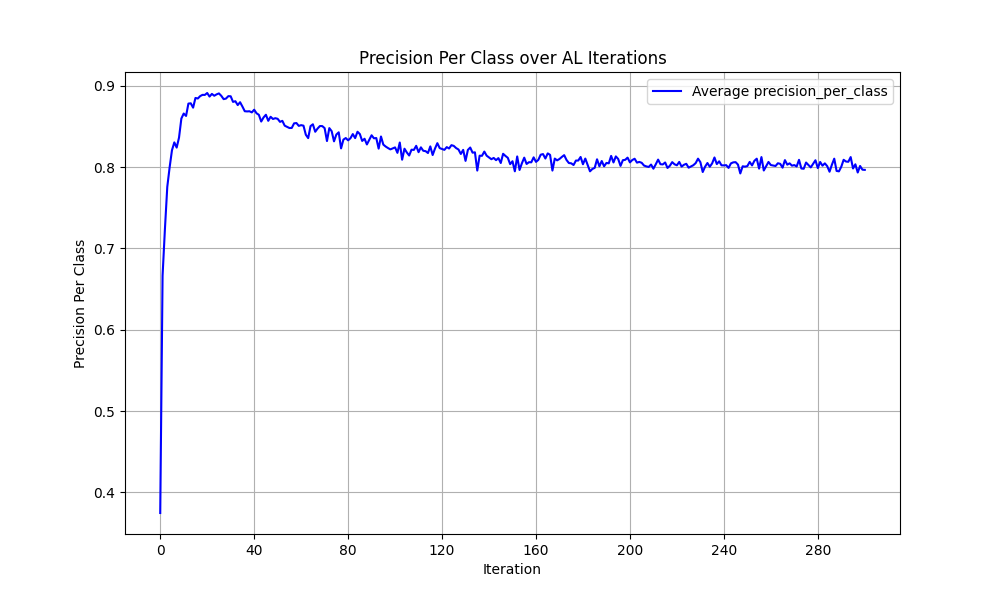 Precision Per Class over AL Iterations
Average precision_per_class
Precision Per Class
0.9
0.8
0.7
0.6
0.5
0.4
0 40 80 120 160 200 240 280
Iteration